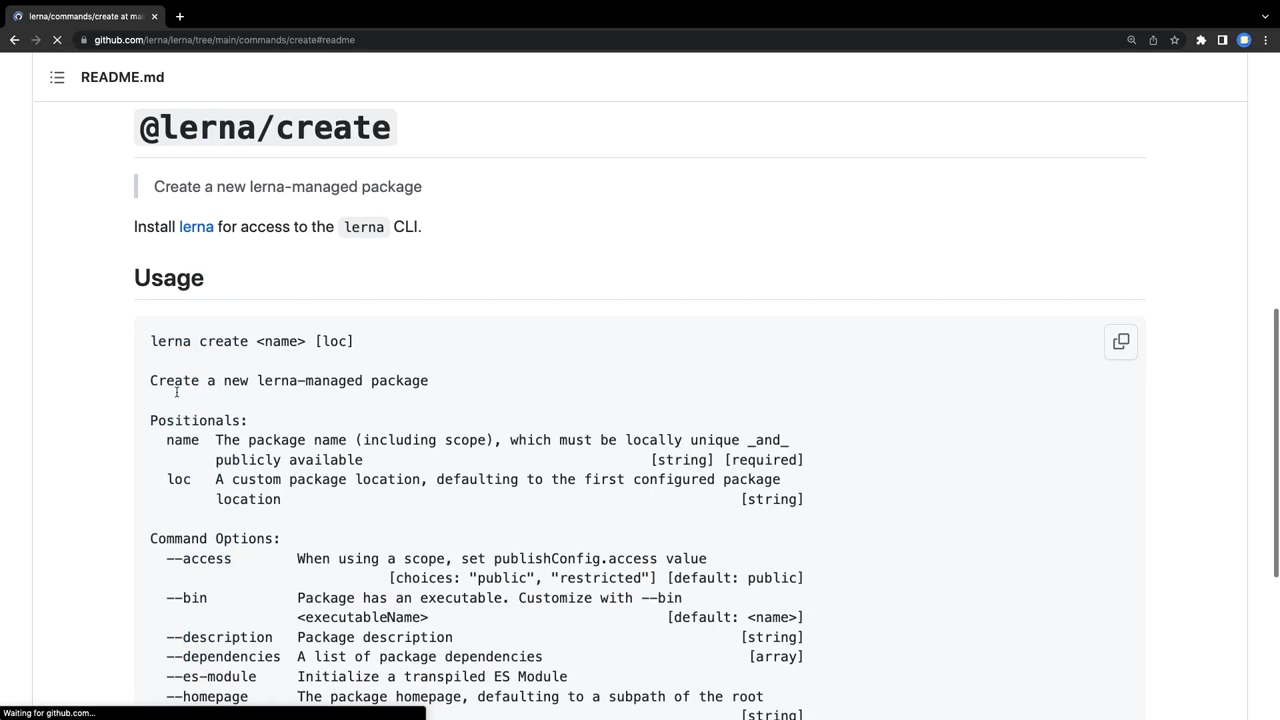 lerna/commands/create at mai
github.com/lerna/lerna/tree/main/commands/create#readme
README.md
@lerna/create
Create a new lerna-managed package
Install lerna for access to the lerna CLI.
Usage
lerna create <name> [loc]
Create a new lerna-managed package
Positionals:
name  The package name (including scope), which must be locally unique _and_
publicly available                                   [string] [required]
loc   A custom package location, defaulting to the first configured package
location                                                        [string]
Command Options:
--access        When using a scope, set publishConfig.access value
[choices: "public", "restricted"] [default: public]
--bin           Package has an executable. Customize with --bin
<executableName>                             [default: <name>]
--description   Package description                                   [string]
--dependencies  A list of package dependencies                         [array]
--es-module     Initialize a transpiled ES Module
--homepage      The package homepage, defaulting to a subpath of the root
[string]
Waiting for github.com...